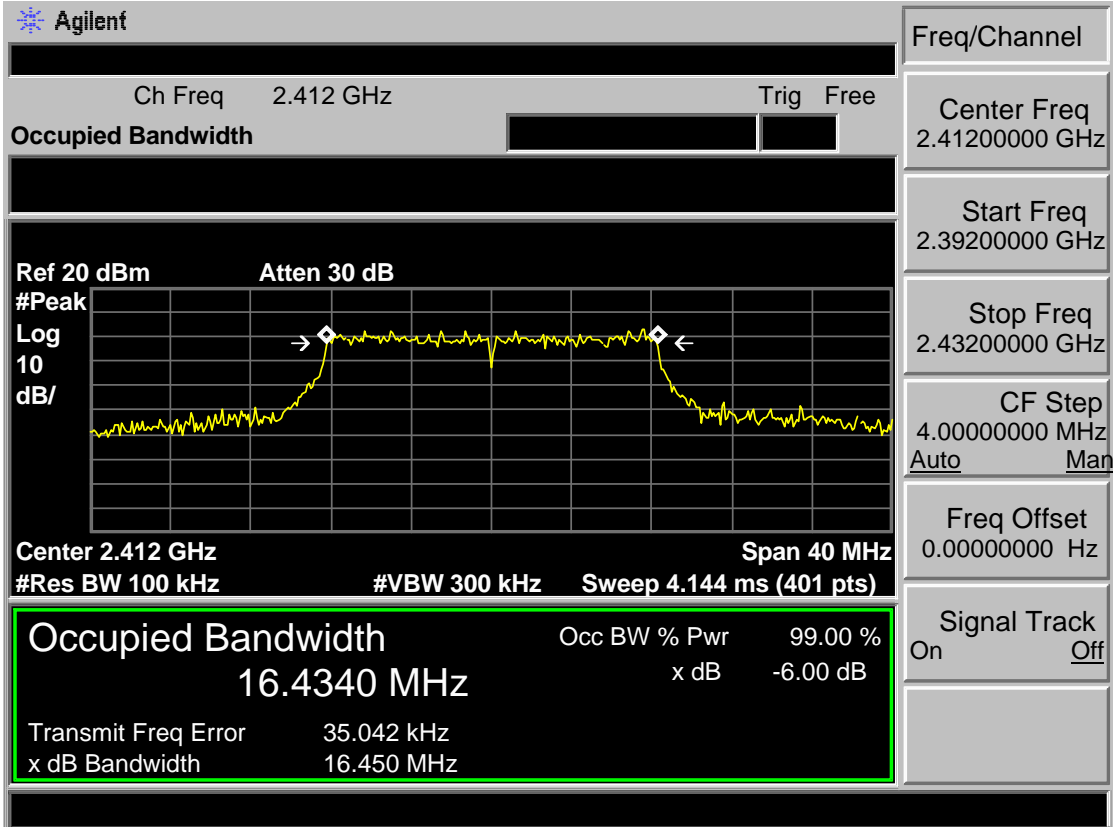 Agilent
Freq/Channel
Ch Freq 2.412 GHz Trig Free
Occupied Bandwidth
Center Freq
2.41200000 GHz
Start Freq
2.39200000 GHz
Stop Freq
2.43200000 GHz
CF Step
4.00000000 MHz
Auto Man
Freq Offset
0.00000000 Hz
Signal Track
On Off
Ref 20 dBm Atten 30 dB
#Peak
Log
10
dB/
Center 2.412 GHz Span 40 MHz
#Res BW 100 kHz #VBW 300 kHz Sweep 4.144 ms (401 pts)
Occupied Bandwidth Occ BW % Pwr 99.00 %
16.4340 MHz x dB -6.00 dB
Transmit Freq Error 35.042 kHz
x dB Bandwidth 16.450 MHz